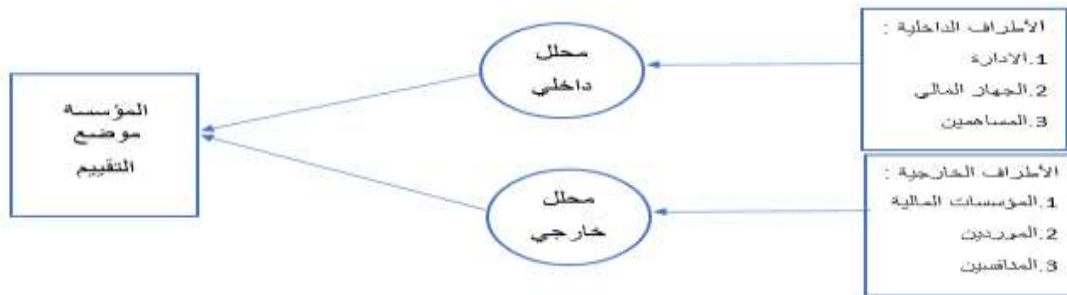 الأطراف الداخلية :
1.الادارة
2.الجهاز المالي
3.المساهمين
محلل
داخلي
المؤسسة
موضع
التقييم
الأطراف الخارجية :
1.المؤسسات المالية
2.الموردين
3.المنافسين
محلل
خارجي